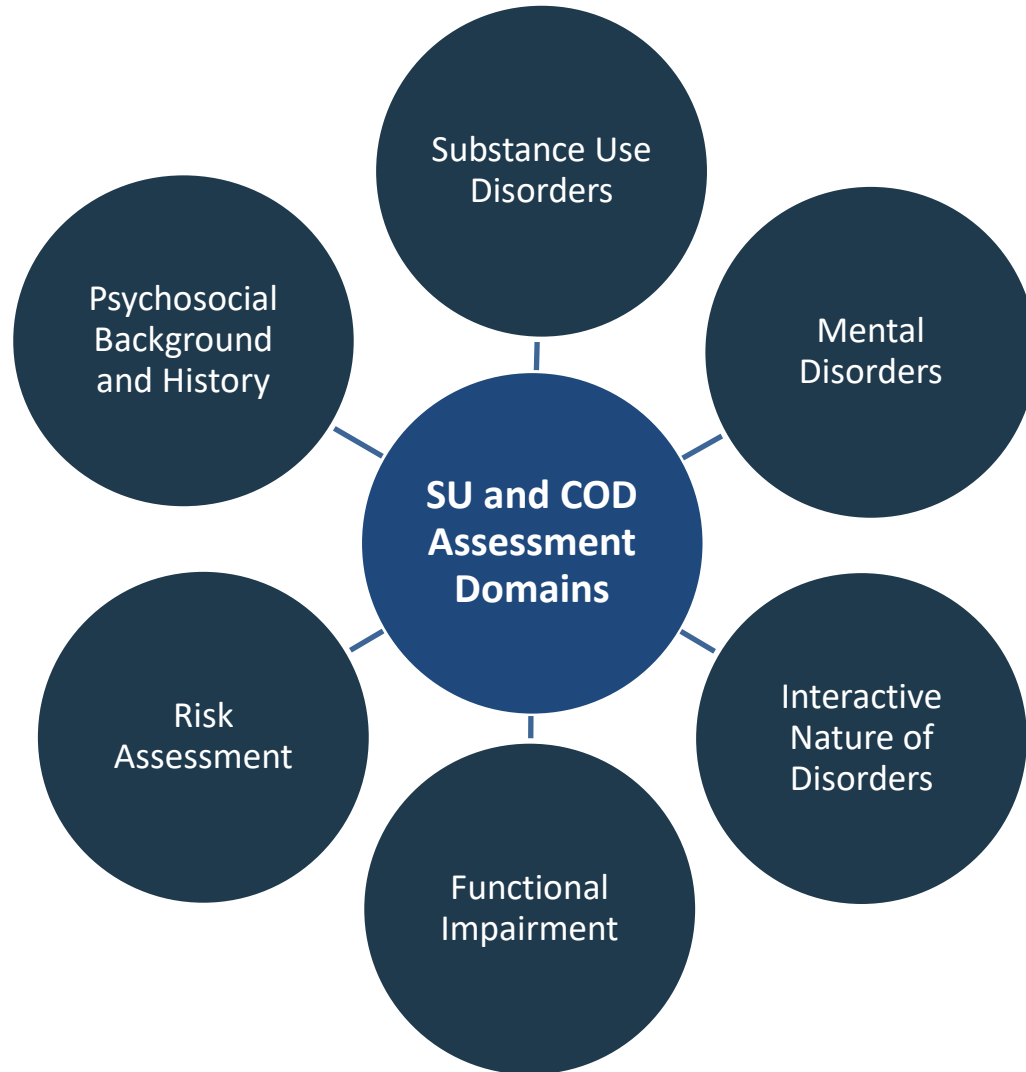 Substance Use
Disorders
Psychosocial
Background
and History
Mental
Disorders
SU and COD
Assessment
Domains
Risk
Assessment
Interactive
Nature of
Disorders
Functional
Impairment